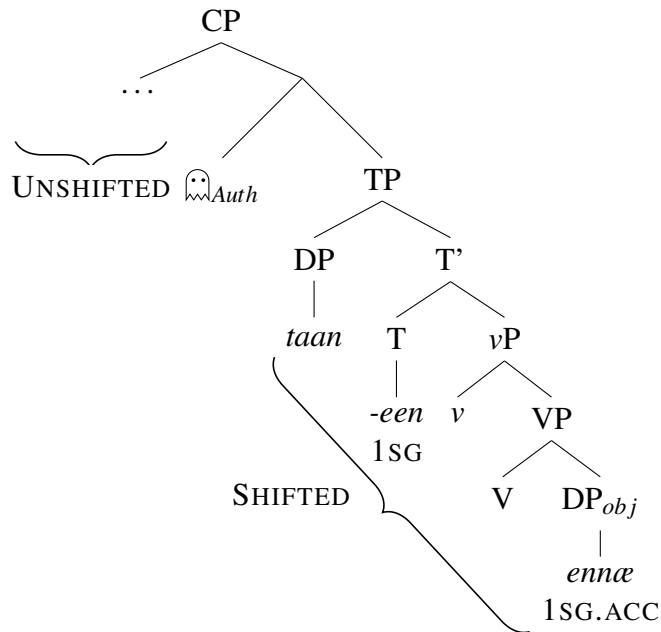 CP
...
UNSHIFTED Auth TP
DP T'
taan T vP
-een v VP
1SG
SHIFTED V DPobj
ennæ
1SG.ACC